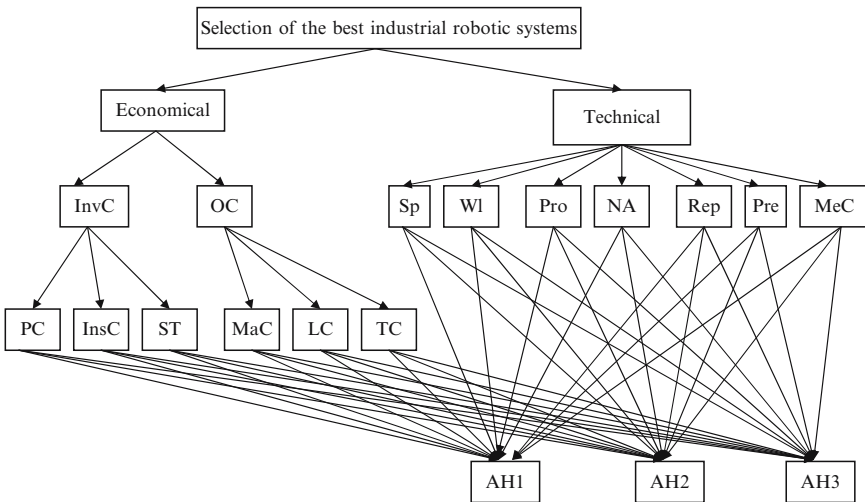 Selection of the best industrial robotic systems
Economical
Technical
InvC
OC
Sp
Wl
Pro
NA
Rep
Pre
MeC
PC
InsC
ST
MaC
LC
TC
AH1
AH2
AH3